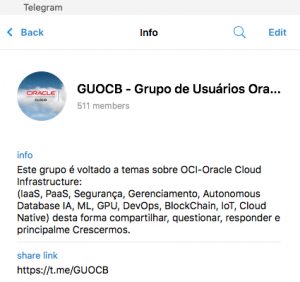 Telegram
Back
Info
Edit
ORACLE
CLOUD
GUOCB - Grupo de Usuários Ora...
511 members
info
Este grupo é voltado a temas sobre OCI-Oracle Cloud
Infrastructure:
(IaaS, PaaS, Segurança, Gerenciamento, Autonomous
Database IA, ML, GPU, DevOps, BlockChain, IoT, Cloud
Native) desta forma compartilhar, questionar, responder e
principalme Crescermos.
share link
https://t.me/GUOCB